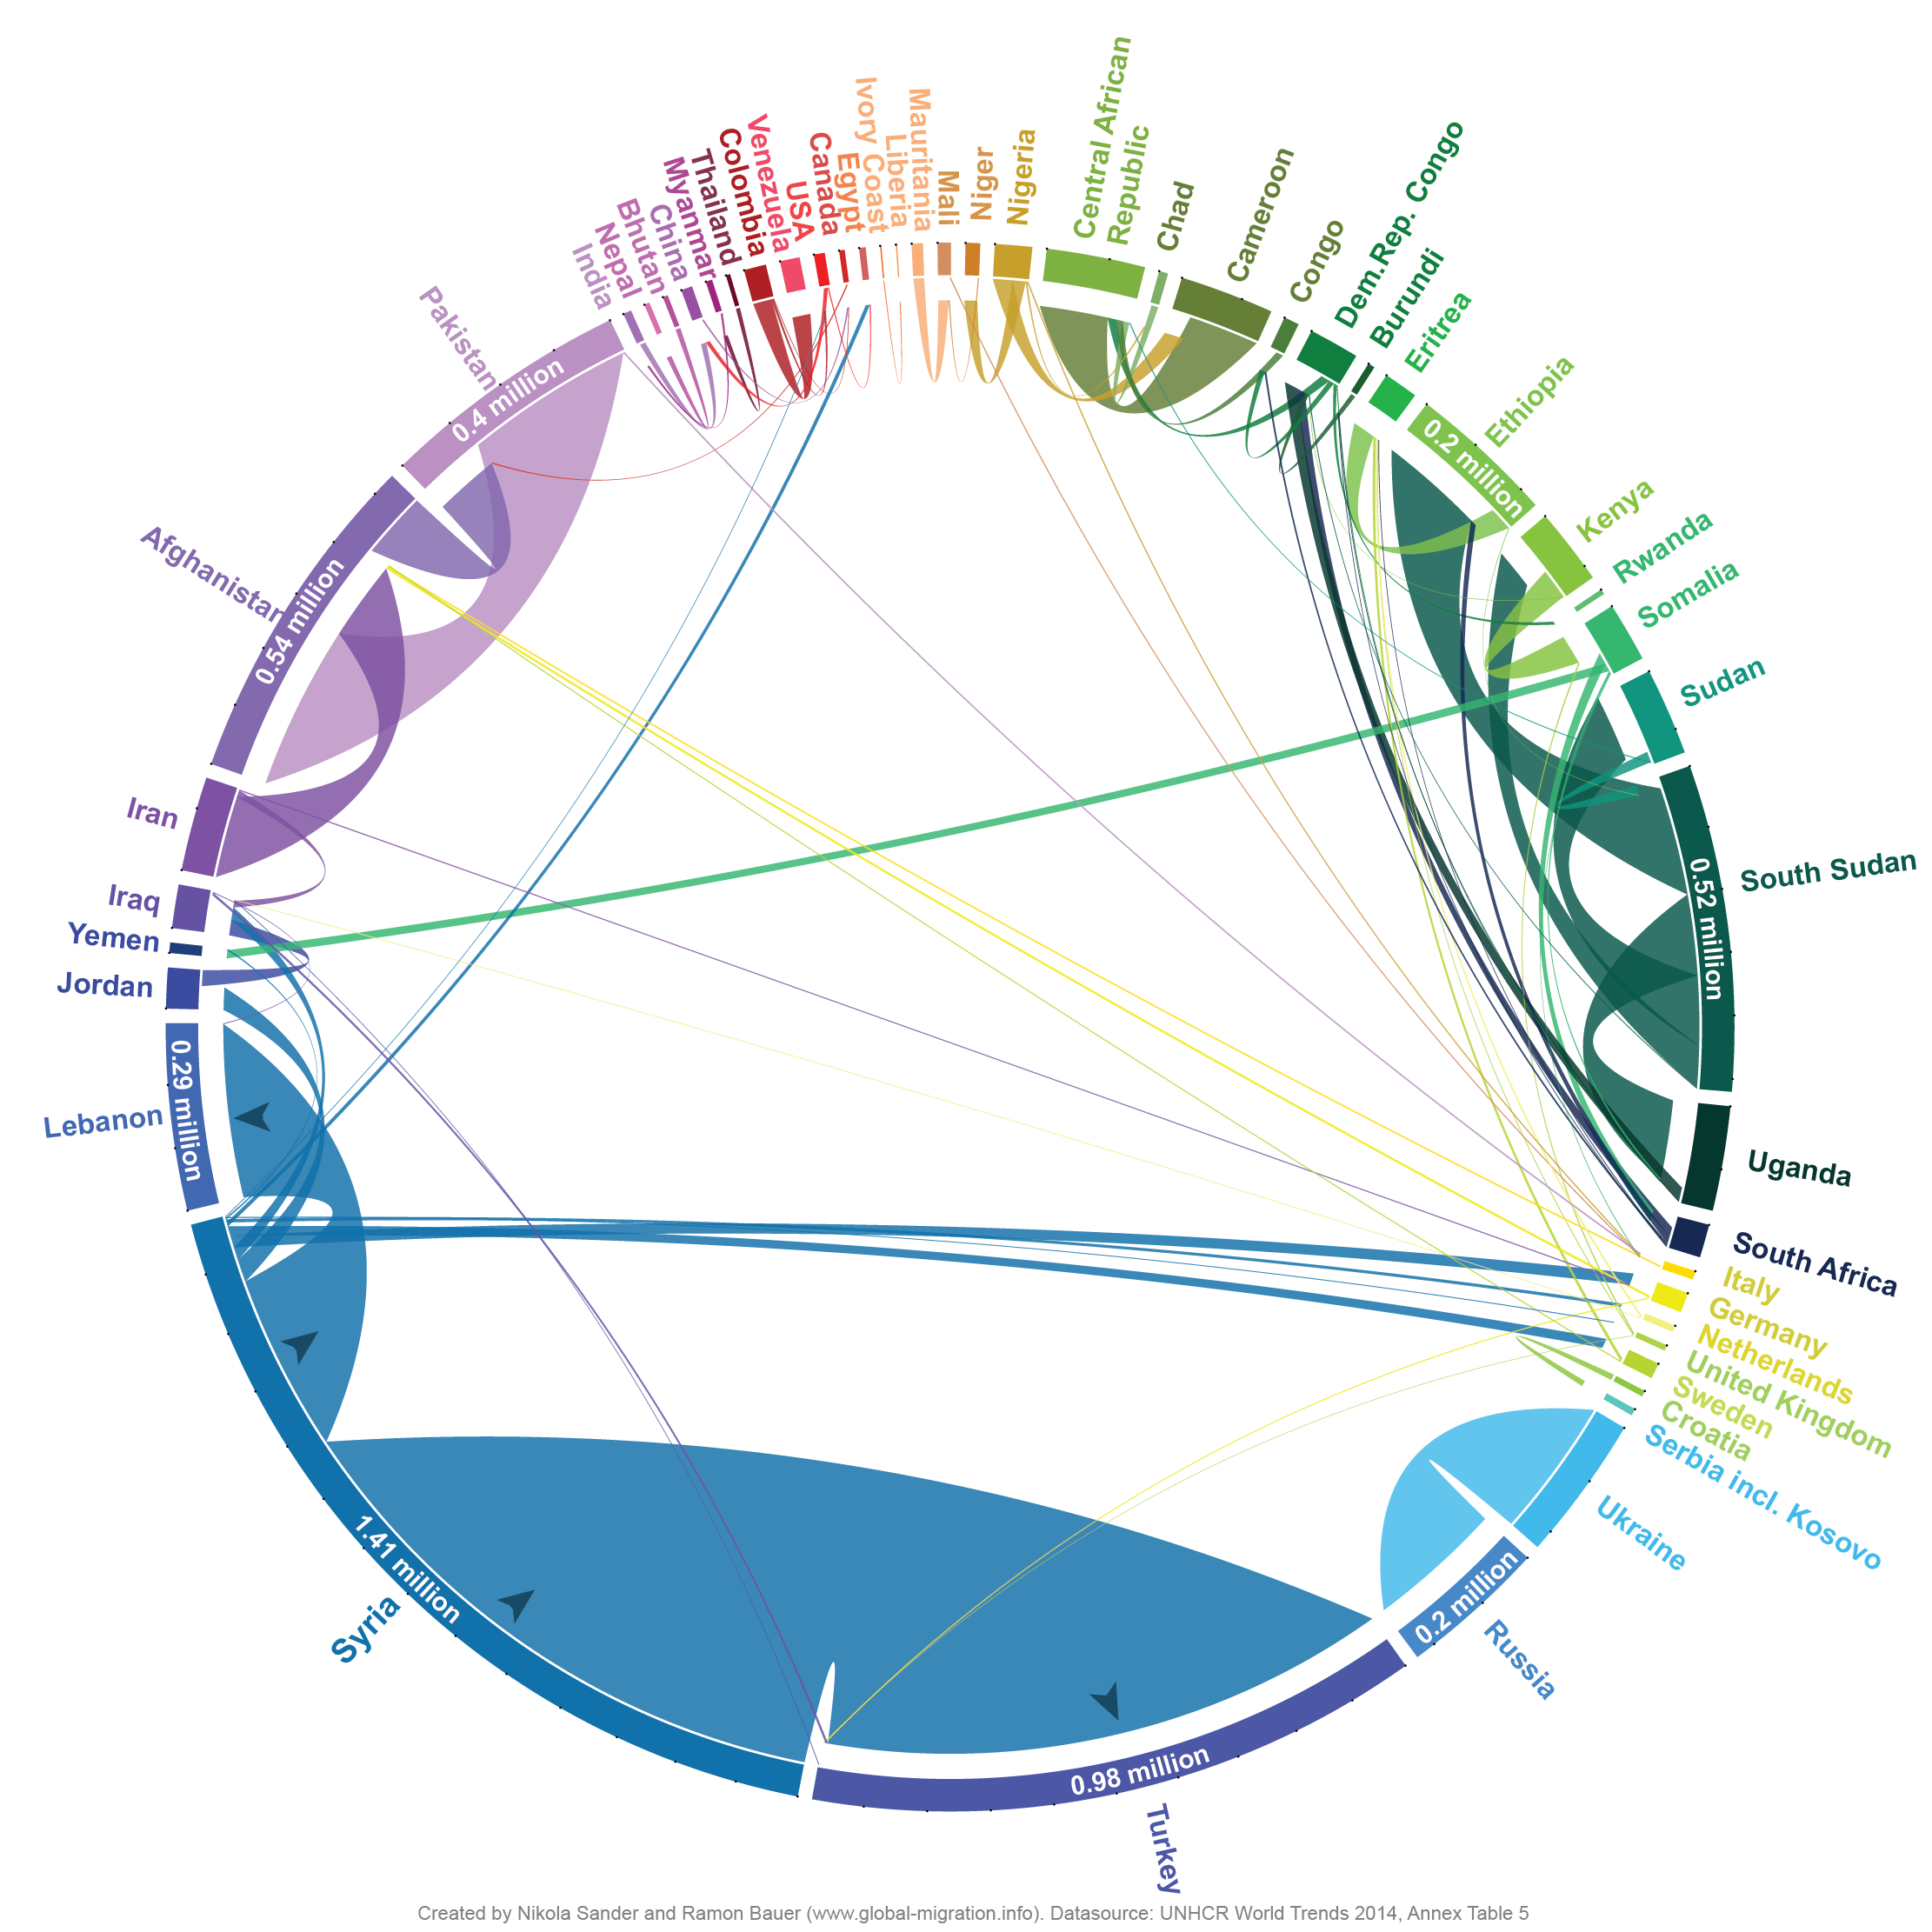 India
Nepal
Bhutan
China
Myanmar
Thailand
Colombia
Venezuela
USA
Canada
Egypt
Ivory Coast
Liberia
Mauritania
Mali
Niger
Nigeria
Central African
Republic
Chad
Cameroon
Congo
Dem.Rep. Congo
Burundi
Eritrea
Ethiopia
0.2 million
Kenya
Rwanda
Somalia
Sudan
South Sudan
0.52 million
Uganda
South Africa
Italy
Germany
Netherlands
United Kingdom
Sweden
Croatia
Serbia incl. Kosovo
Ukraine
Russia
0.2 million
Turkey
0.98 million
Syria
1.41 million
Lebanon
0.29 million
Jordan
Yemen
Iraq
Iran
Afghanistan
0.54 million
Pakistan
0.4 million
Created by Nikola Sander and Ramon Bauer (www.global-migration.info). Datasource: UNHCR World Trends 2014, Annex Table 5